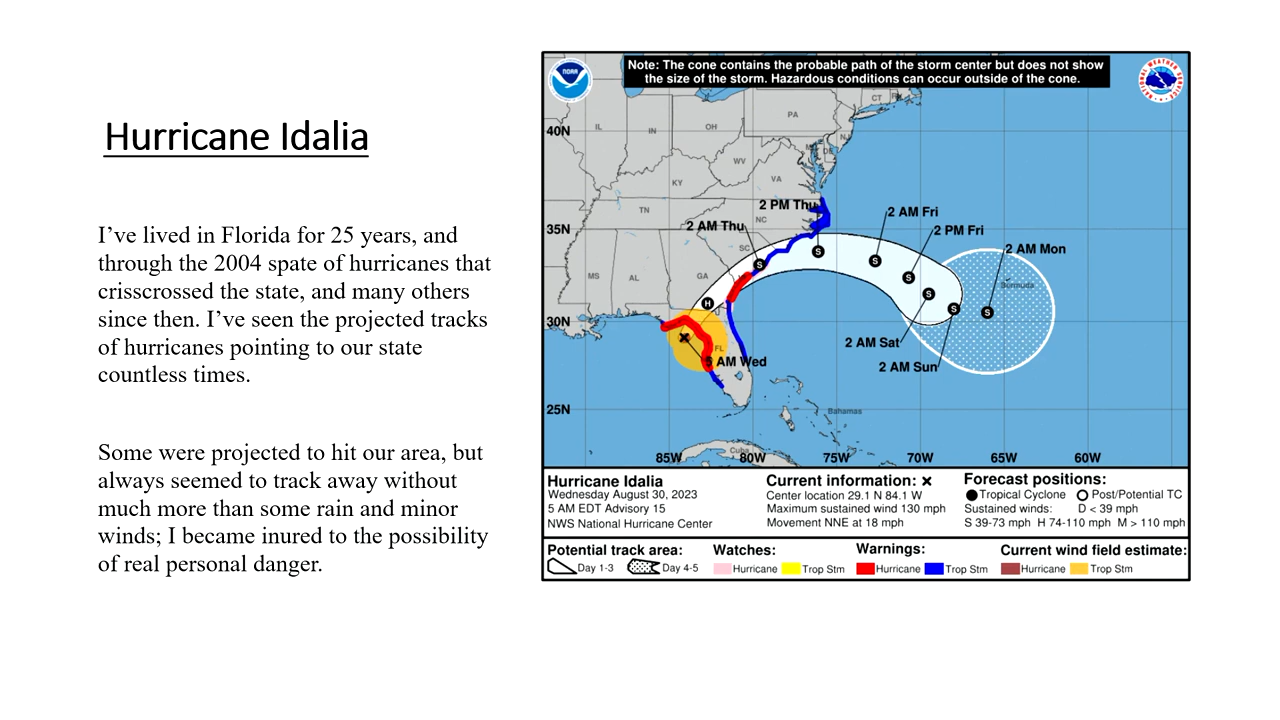 Hurricane Idalia
I’ve lived in Florida for 25 years, and
through the 2004 spate of hurricanes that
crisscrossed the state, and many others
since then. I’ve seen the projected tracks
of hurricanes pointing to our state
countless times.
Some were projected to hit our area, but
always seemed to track away without
much more than some rain and minor
winds; I became inured to the possibility
of real personal danger.
Note: The cone contains the probable path of the storm center but does not show
the size of the storm. Hazardous conditions can occur outside of the cone.
NOAA
NATIONAL WEATHER SERVICE
CT
PA
NJ
40N
IL
IN
OH
DE
WV
VA
KY
2 PM Thu
TN
NC
2 AM Fri
35N
2 AM Thu
2 PM Fri
SC
2 AM Mon
S
S
S
MS
AL
GA
S
Bermuda
S
H
S
S
30N
2 AM Sat
FL
AM Wed
2 AM Sun
25N
Bahamas
Cuba
85W
80W
75W
70W
65W
60W
Hurricane Idalia
Wednesday August 30, 2023
5 AM EDT Advisory 15
NWS National Hurricane Center
Current information: x
Center location 29.1 N 84.1 W
Maximum sustained wind 130 mph
Movement NNE at 18 mph
Forecast positions:
Tropical Cyclone Post/Potential TC
Sustained winds: D < 39 mph
S 39-73 mph H 74-110 mph M > 110 mph
Potential track area:
Day 1-3 Day 4-5
Watches:
Hurricane Trop Stm
Warnings:
Hurricane Trop Stm
Current wind field estimate:
Hurricane Trop Stm